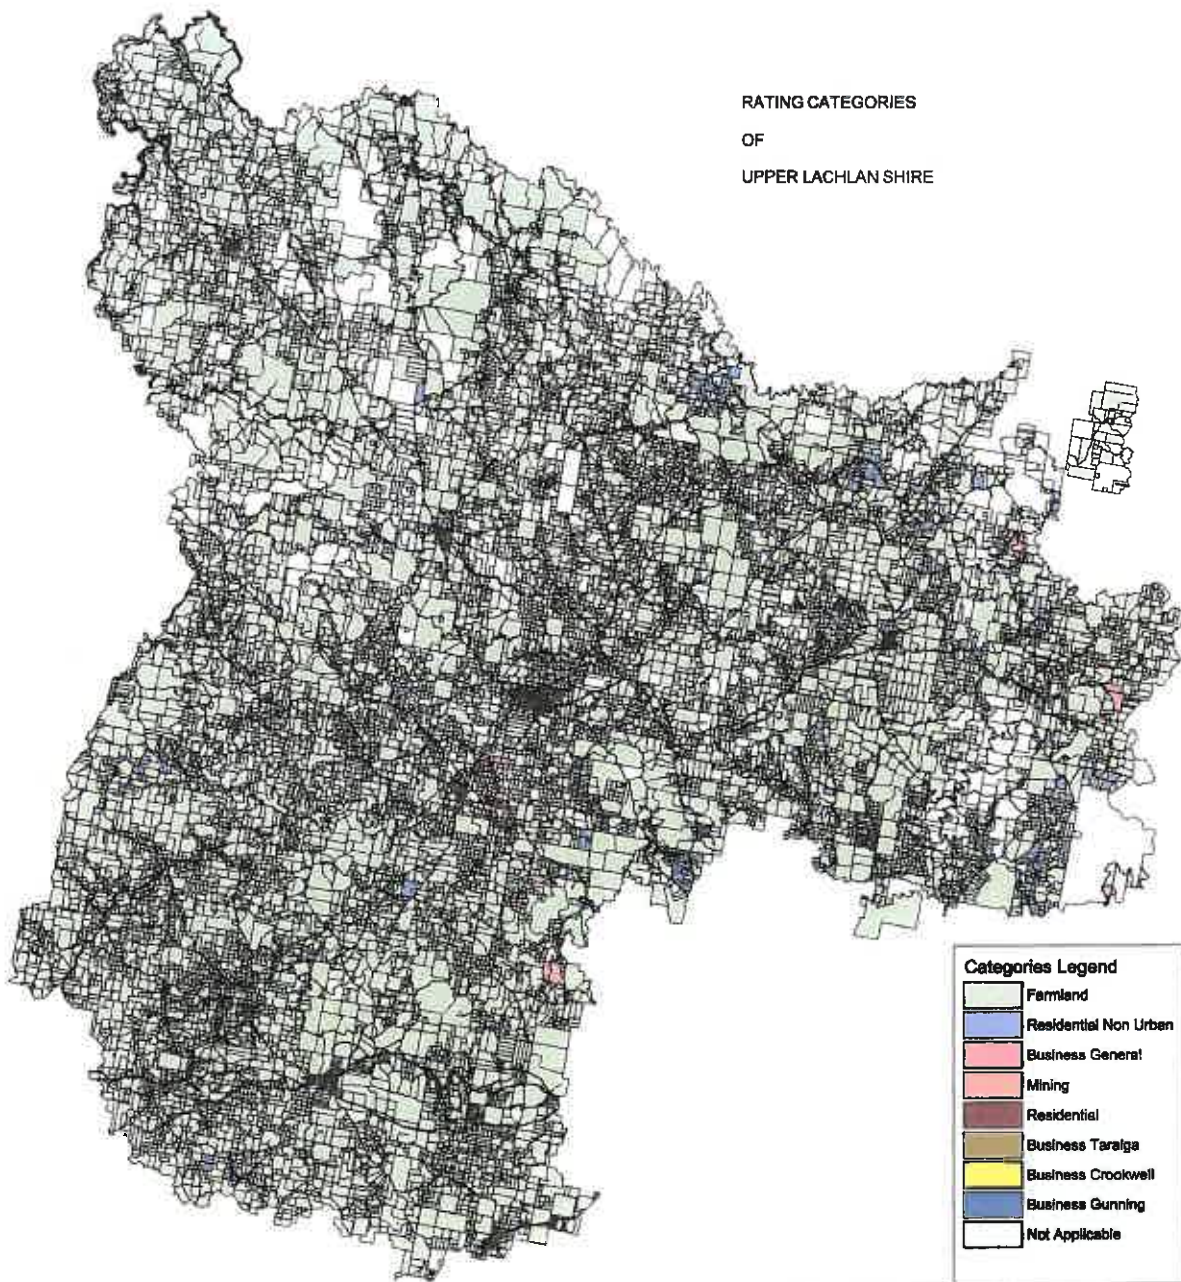 RATING CATEGORIES
OF
UPPER LACHLAN SHIRE
Categories Legend
Farmland
Residential Non Urban
Business General
Mining
Residential
Business Taralga
Business Crookwell
Business Gunning
Not Applicable